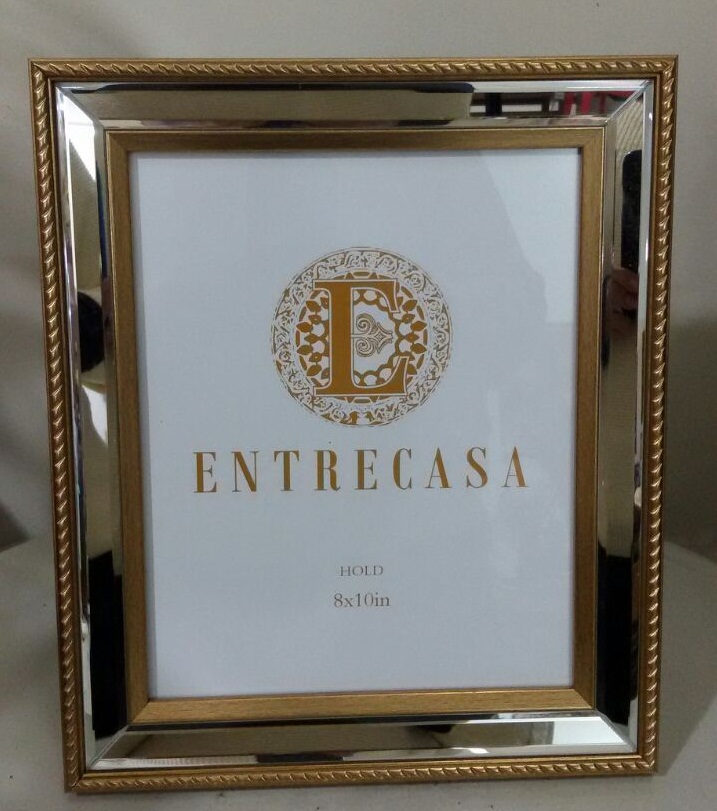 E
ENTRECASA
HOLD
8x10in